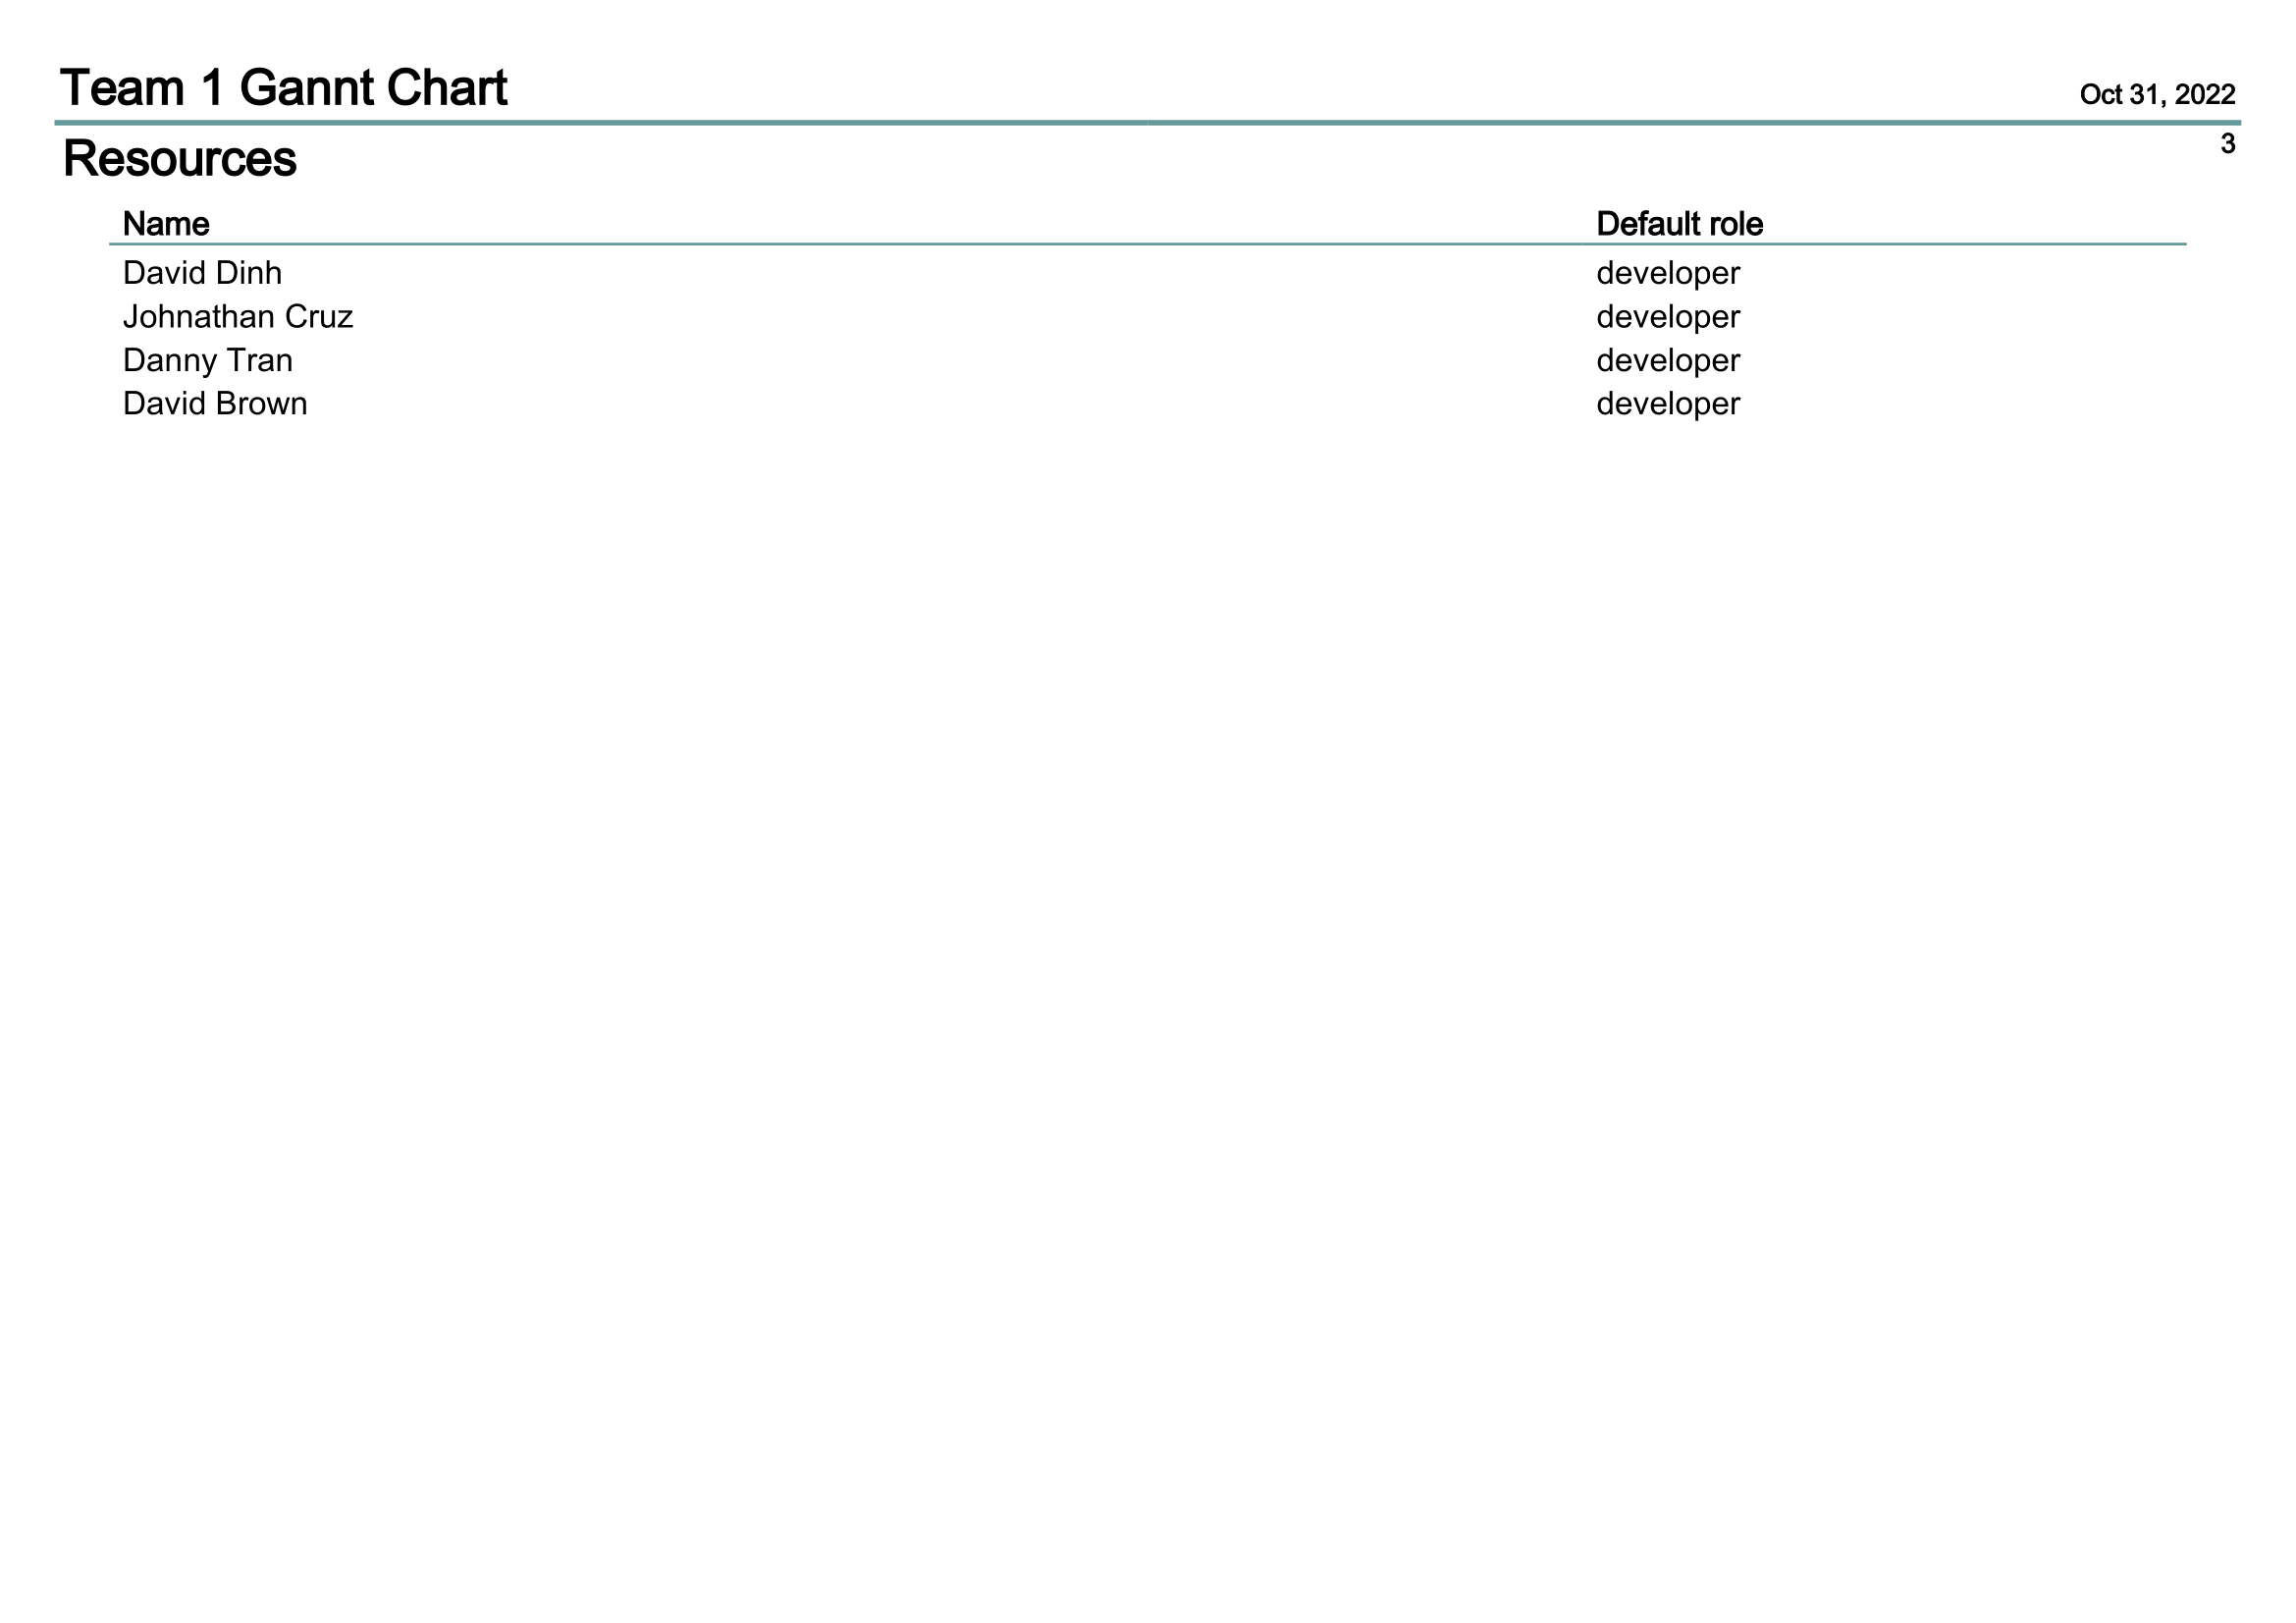 Team 1 Gannt Chart
Oct 31, 2022
Resources
3
Name Default role
David Dinh developer
Johnathan Cruz developer
Danny Tran developer
David Brown developer